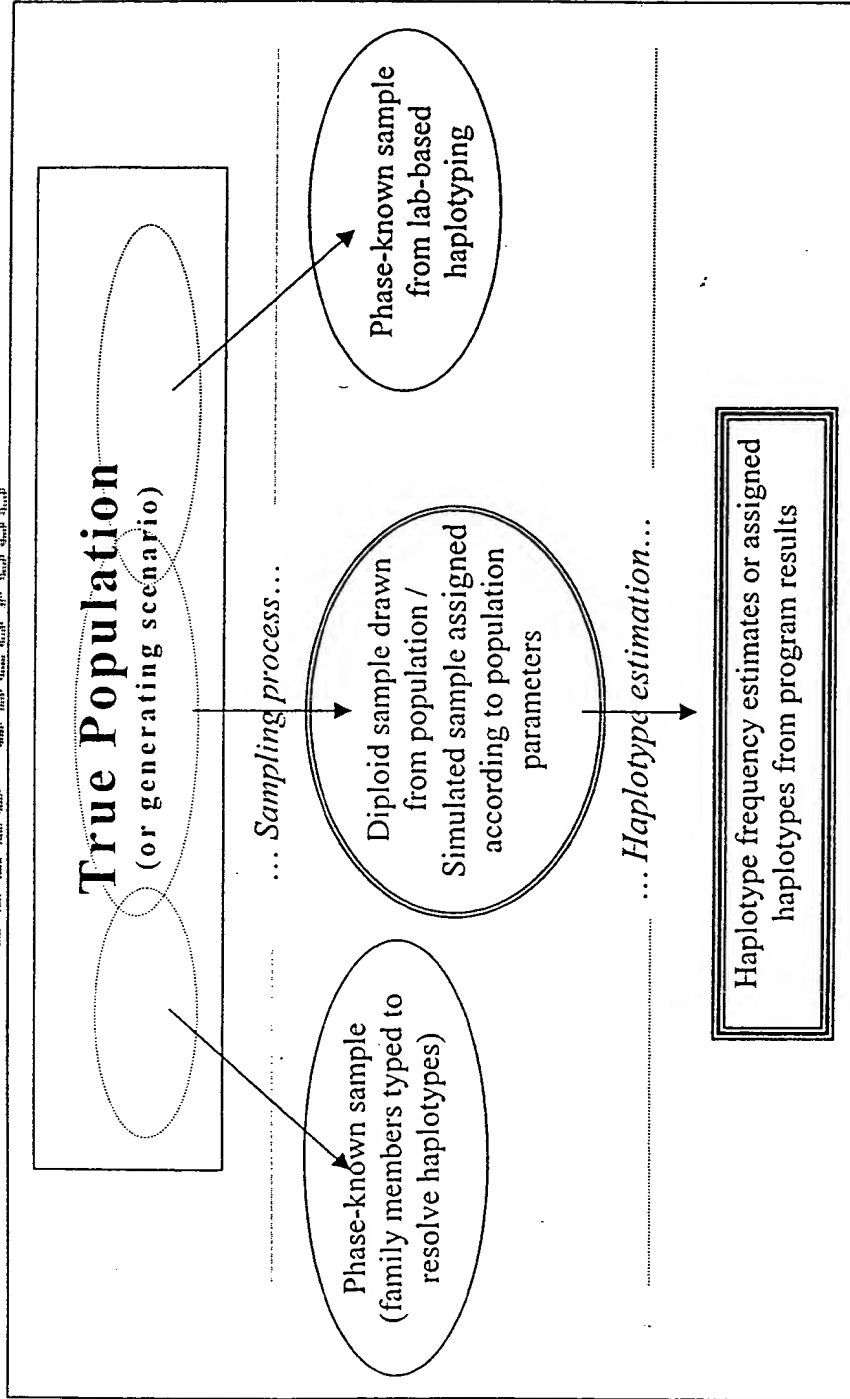 True Population
(or generating scenario)
... Sampling process...
Phase-known sample
(family members typed to
resolve haplotypes)
Diploid sample drawn
from population /
Simulated sample assigned
according to population
parameters
Phase-known sample
from lab-based
haplotyping
... Haplotype estimation...
Haplotype frequency estimates or assigned
haplotypes from program results